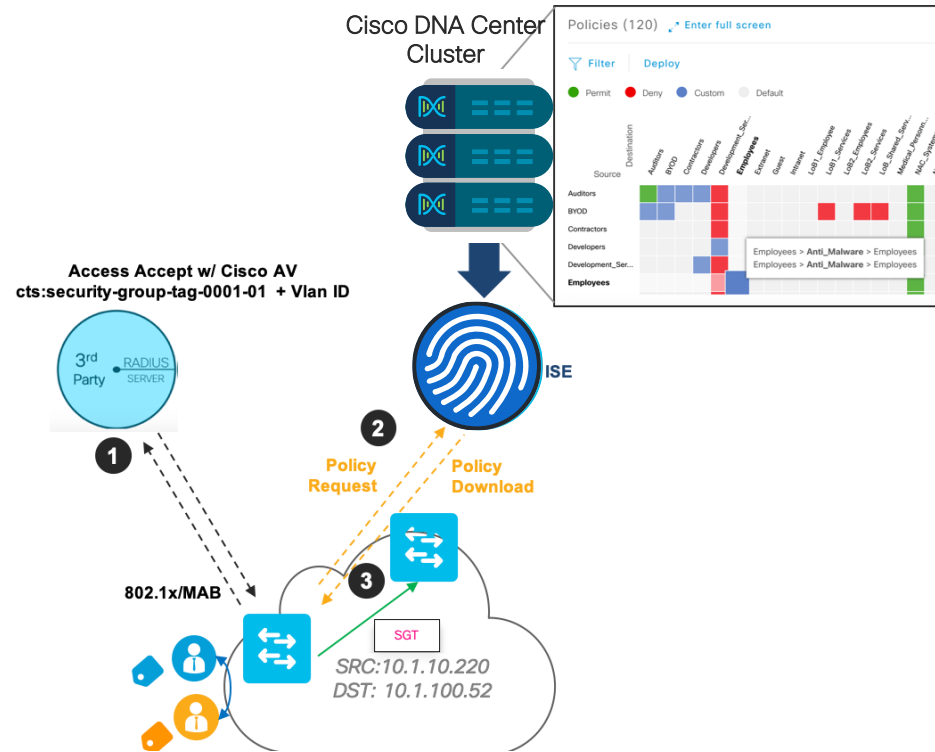 Cisco DNA Center
Cluster
Policies (120) Enter full screen
Filter Deploy
Permit Deny Custom Default
Destination
Source
Auditors
BYOD
Contractors
Developers
Development_Ser...
Employees
Extranet
Guest
Intranet
LoB1_Employee
LoB1_Services
LoB2_Employees
LoB2_Services
LoB_Shared_Serv...
Medical_Personn...
NAC_System
Auditors
BYOD
Contractors
Developers
Development_Ser...
Employees
Employees > Anti_Malware > Employees
Employees > Anti_Malware > Employees
Access Accept w/ Cisco AV
cts:security-group-tag-0001-01 + Vlan ID
3rd
Party
RADIUS
SERVER
ISE
1
2
Policy
Request
Policy
Download
3
802.1x/MAB
SGT
SRC:10.1.10.220
DST: 10.1.100.52